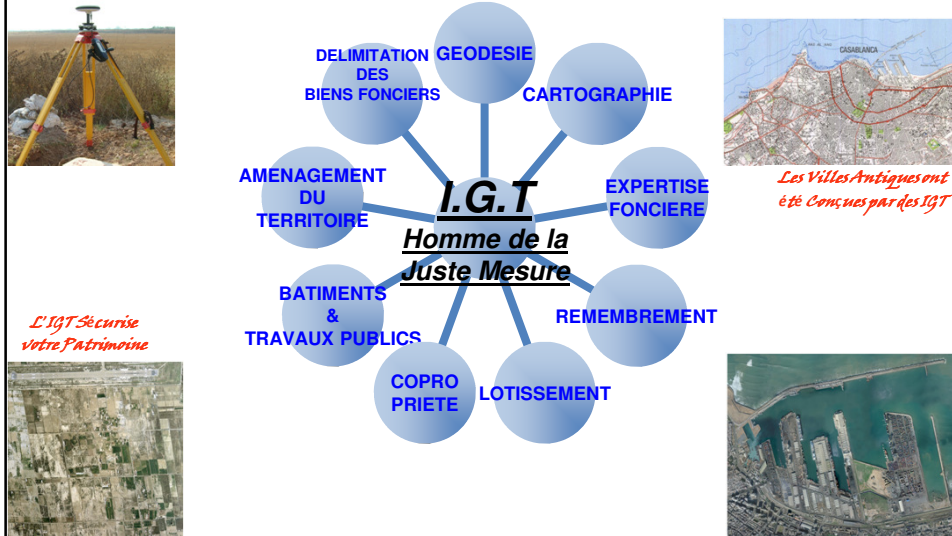 GEODESIE
DELIMITATION
DES
BIENS FONCIERS
CARTOGRAPHIE
CASABLANCA
AMENAGEMENT
DU
TERRITOIRE
I.G.T
Homme de la
Juste Mesure
EXPERTISE
FONCIERE
Les Villes Antiques ont
été Conçues par des IGT
BATIMENTS
&
TRAVAUX PUBLICS
REMEMBREMENT
L'IGT Sécurise
votre Patrimoine
COPRO
PRIETE
LOTISSEMENT